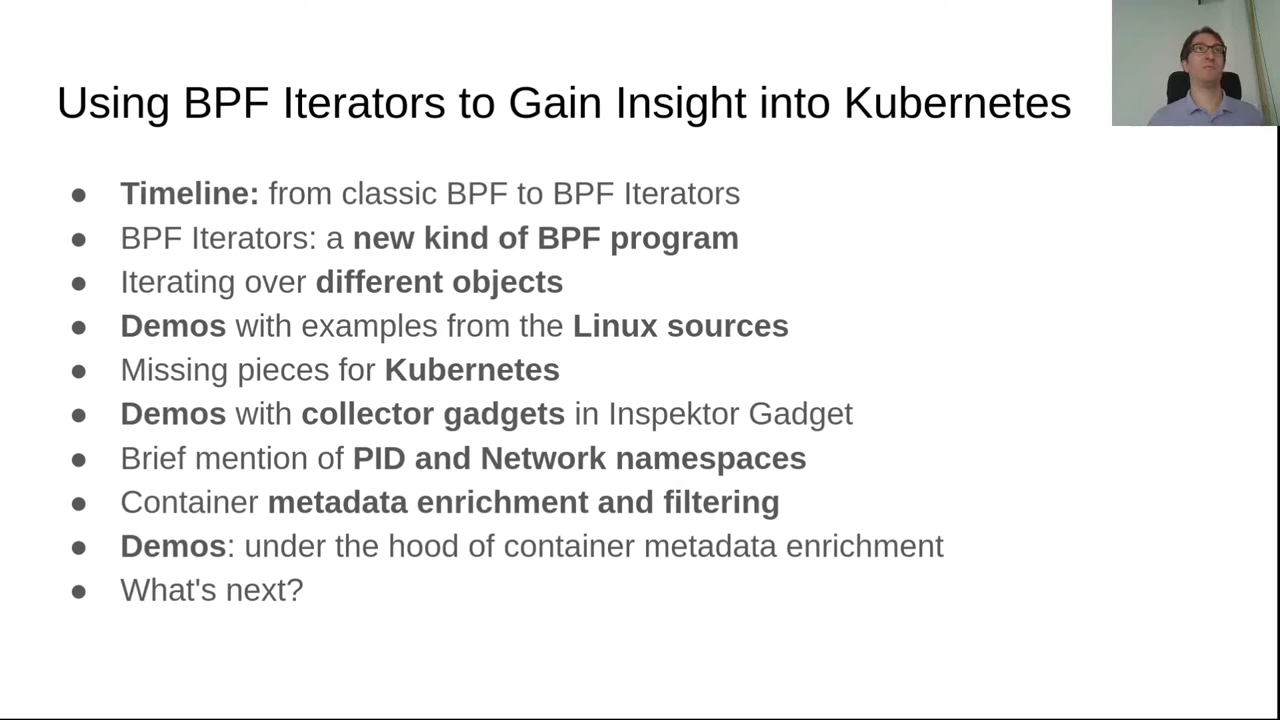 Using BPF Iterators to Gain Insight into Kubernetes
● Timeline: from classic BPF to BPF Iterators
● BPF Iterators: a new kind of BPF program
● Iterating over different objects
● Demos with examples from the Linux sources
● Missing pieces for Kubernetes
● Demos with collector gadgets in Inspektor Gadget
● Brief mention of PID and Network namespaces
● Container metadata enrichment and filtering
● Demos: under the hood of container metadata enrichment
● What's next?